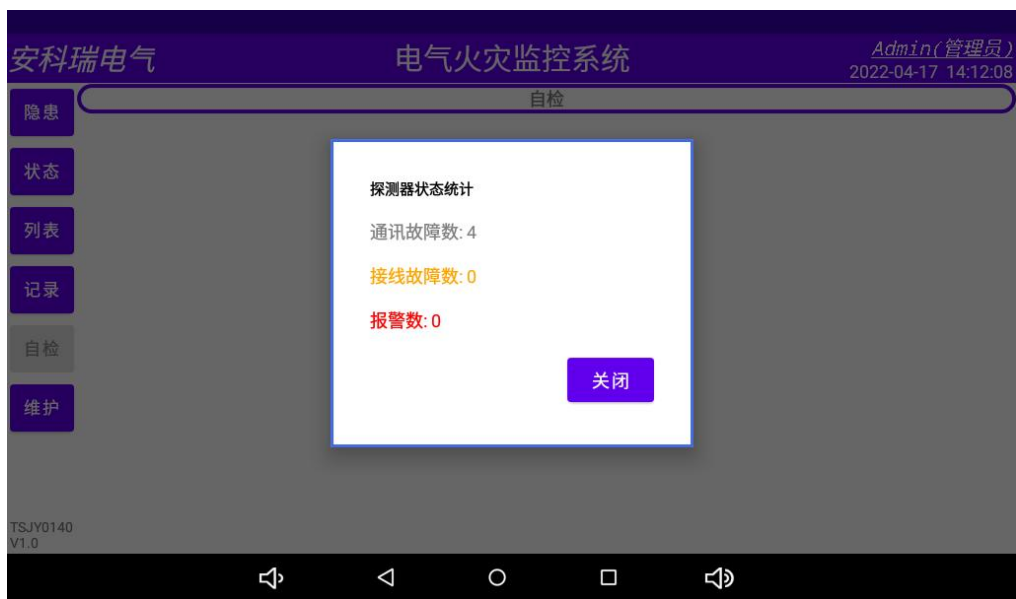 安科瑞电气
电气火灾监控系统
Admin(管理员)
2022-04-17 14:12:08
隐患
自检
状态
列表
记录
自检
维护
探测器状态统计
通讯故障数: 4
接线故障数: 0
报警数: 0
关闭
TSJY0140
V1.0